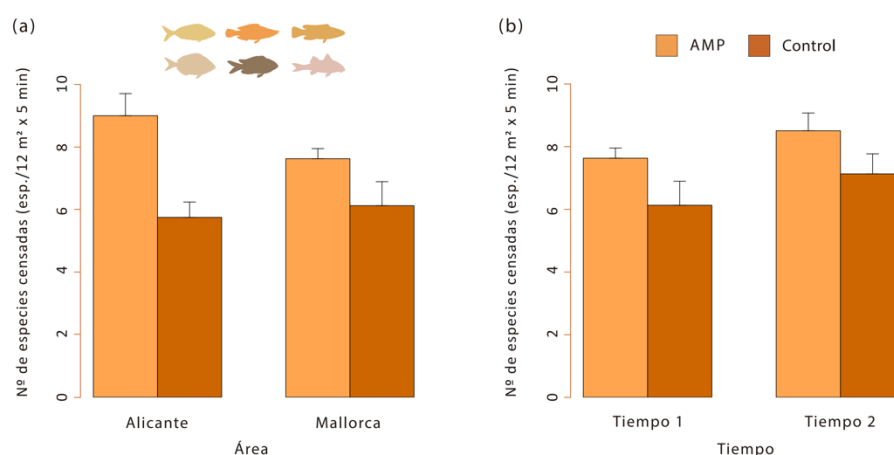 (a)
Nº de especies censadas (esp./12 m² x 5 min)
10
8
6
4
2
0
Alicante
Mallorca
Área
(b)
AMP
Control
Nº de especies censadas (esp./12 m² x 5 min)
10
8
6
4
2
0
Tiempo 1
Tiempo 2
Tiempo